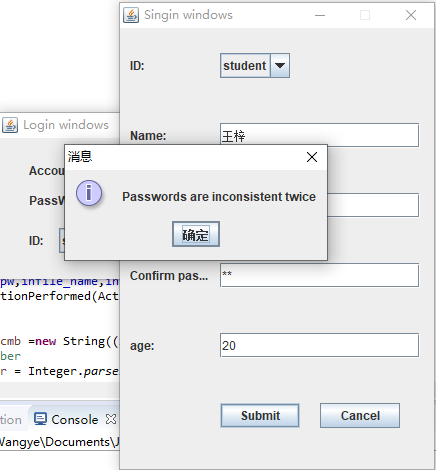 Singin windows
ID:
student
Login windows
Name:
王梓
消息
Accou
Passwords are inconsistent twice
PassW
确定
ID:
Confirm pas...
**
pw,infile_name,in
tionPerformed(Act
cmb =new String((
ber
age:
20
r = Integer.parse
Submit
Cancel
tion
Console
Wangye\Documents\J